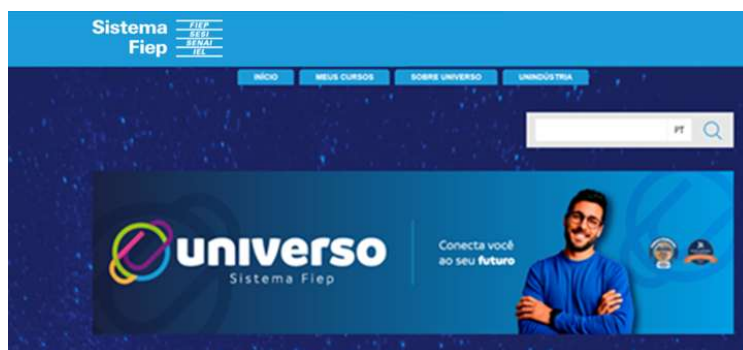 Sistema
Fiep
FIEP
SESI
SENAI
IEL
INÍCIO MEUS CURSOS SOBRE UNIVERSO UNINDÚSTRIA
PT
universo
Sistema Fiep
Conecta você
ao seu futuro